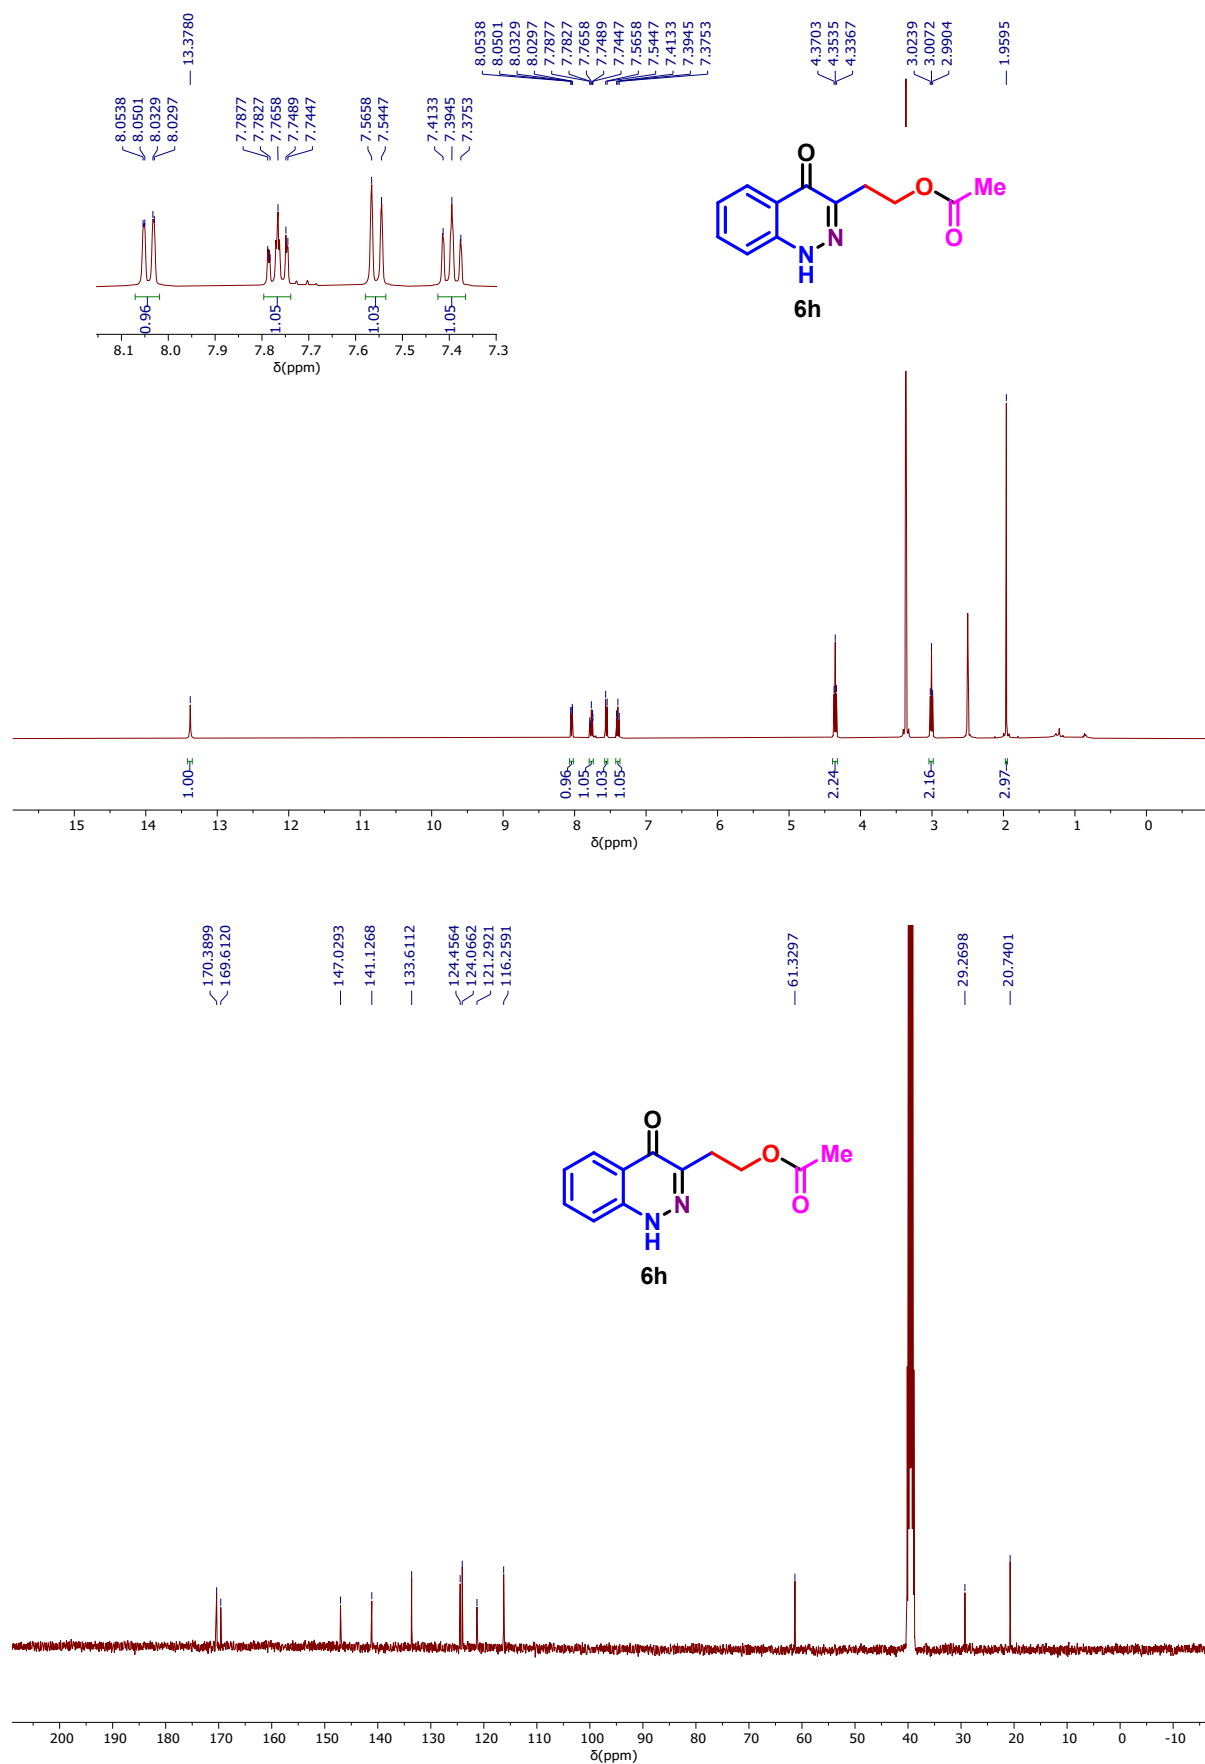 13.3780
8.0538
8.0501
8.0329
8.0297
7.7877
7.7827
7.7658
7.7489
7.7447
7.5658
7.5447
7.4133
7.3945
7.3753
4.3703
4.3535
4.3367
3.0239
3.0072
2.9904
1.9595
8.0538
8.0501
8.0329
8.0297
7.7877
7.7827
7.7658
7.7489
7.7447
7.5658
7.5447
7.4133
7.3945
7.3753
0.96
1.05
1.03
1.05
8.1 8.0 7.9 7.8 7.7 7.6 7.5 7.4 7.3
δ(ppm)
O
O
Me
N
N
H
O
6h
1.00
0.96
1.05
1.03
1.05
2.24
2.16
2.97
15 14 13 12 11 10 9 8 7 6 5 4 3 2 1 0
δ(ppm)
170.3899
169.6120
147.0293
141.1268
133.6112
124.4564
124.0662
121.2921
116.2591
61.3297
29.2698
20.7401
O
O
Me
N
N
H
O
6h
200 190 180 170 160 150 140 130 120 110 100 90 80 70 60 50 40 30 20 10 0 -10
δ(ppm)